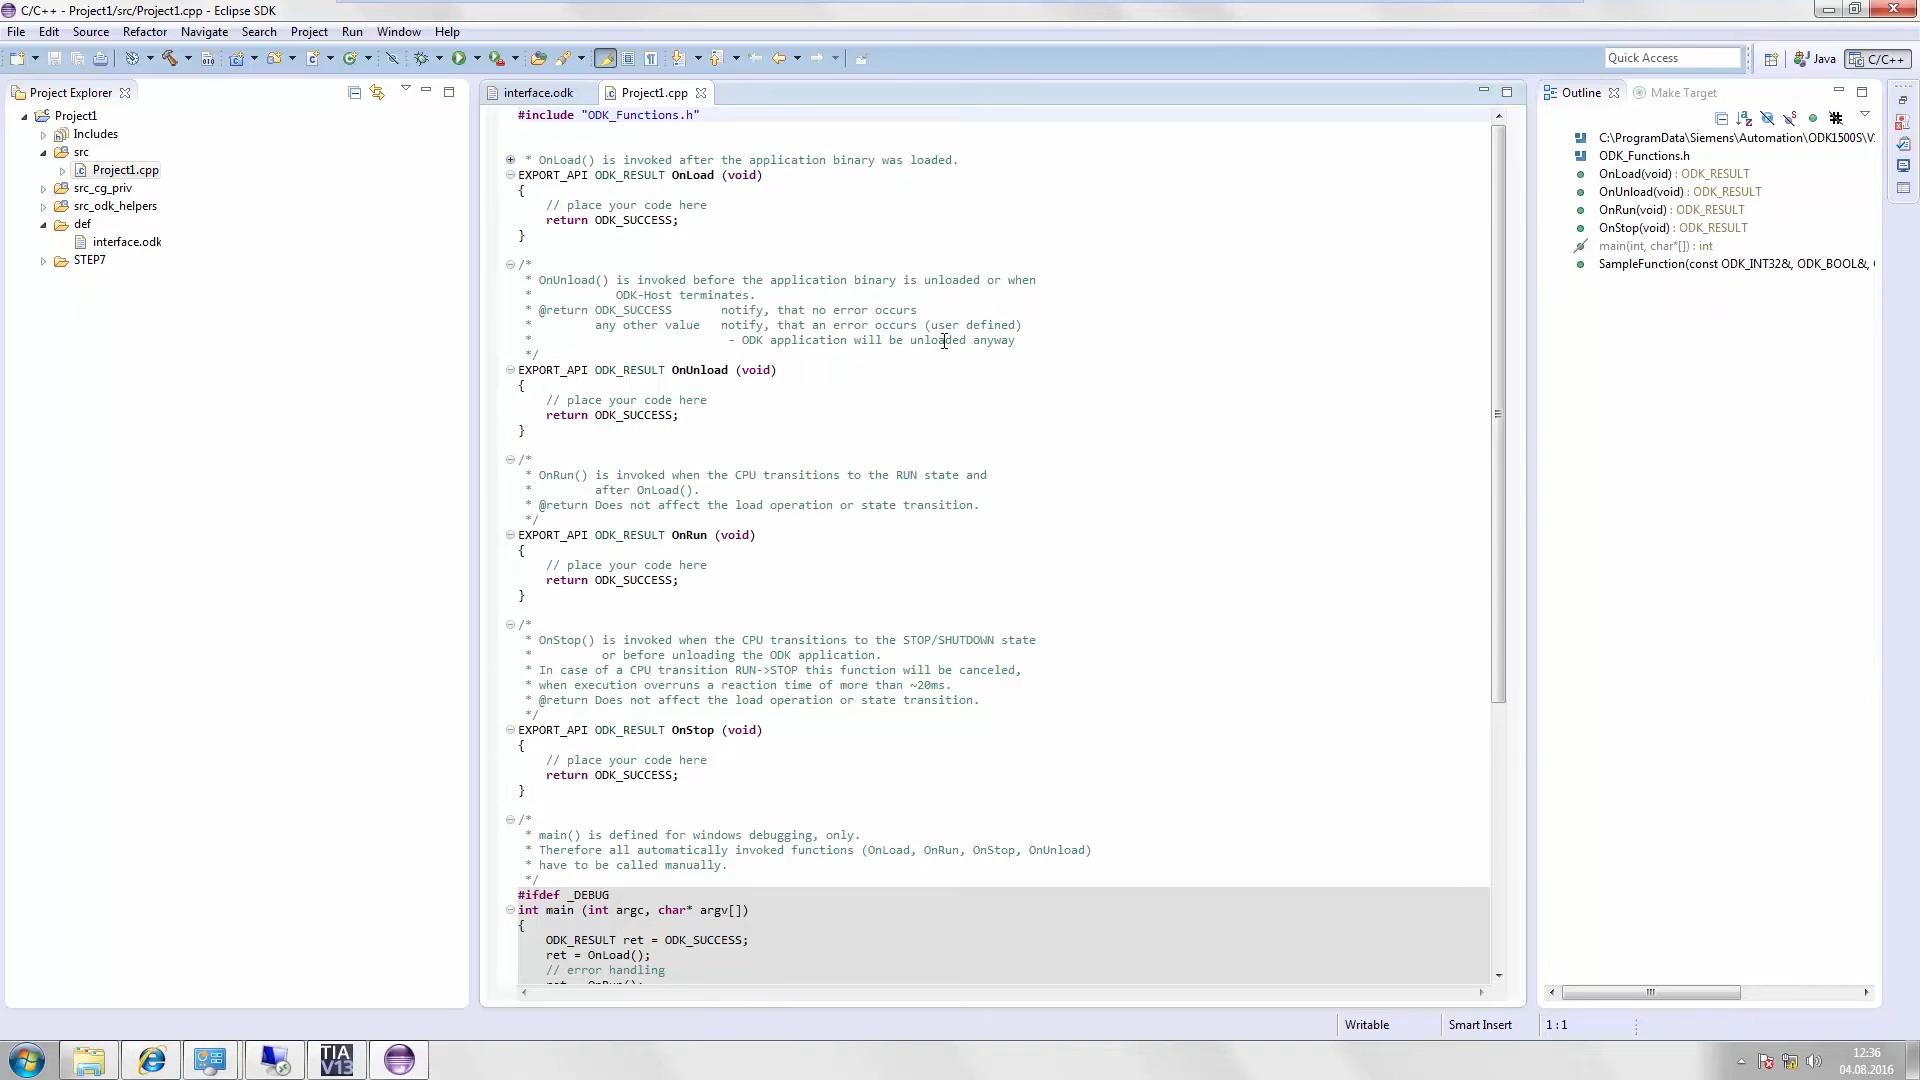 C/C++ - Project1/src/Project1.cpp - Eclipse SDK
File Edit Source Refactor Navigate Search Project Run Window Help
Quick Access
Java
C/C++
Project Explorer
Project1
Includes
src
Project1.cpp
src_cg_priv
src_odk_helpers
def
interface.odk
STEP7
interface.odk
Project1.cpp
#include "ODK_Functions.h"
* OnLoad() is invoked after the application binary was loaded.
EXPORT_API ODK_RESULT OnLoad (void)
{
// place your code here
return ODK_SUCCESS;
}
/*
* OnUnload() is invoked before the application binary is unloaded or when
* ODK-Host terminates.
* @return ODK_SUCCESS notify, that no error occurs
* any other value notify, that an error occurs (user defined)
* - ODK application will be unloaded anyway
*/
EXPORT_API ODK_RESULT OnUnload (void)
{
// place your code here
return ODK_SUCCESS;
}
/*
* OnRun() is invoked when the CPU transitions to the RUN state and
* after OnLoad().
* @return Does not affect the load operation or state transition.
*/
EXPORT_API ODK_RESULT OnRun (void)
{
// place your code here
return ODK_SUCCESS;
}
/*
* OnStop() is invoked when the CPU transitions to the STOP/SHUTDOWN state
* or before unloading the ODK application.
* In case of a CPU transition RUN->STOP this function will be canceled,
* when execution overruns a reaction time of more than ~20ms.
* @return Does not affect the load operation or state transition.
*/
EXPORT_API ODK_RESULT OnStop (void)
{
// place your code here
return ODK_SUCCESS;
}
/*
* main() is defined for windows debugging, only.
* Therefore all automatically invoked functions (OnLoad, OnRun, OnStop, OnUnload)
* have to be called manually.
*/
#ifdef _DEBUG
int main (int argc, char* argv[])
{
ODK_RESULT ret = ODK_SUCCESS;
ret = OnLoad();
// error handling
ret = OnRun();
Outline
Make Target
C:\ProgramData\Siemens\Automation\ODK1500S\V
ODK_Functions.h
OnLoad(void) : ODK_RESULT
OnUnload(void) : ODK_RESULT
OnRun(void) : ODK_RESULT
OnStop(void) : ODK_RESULT
main(int, char*[]) : int
SampleFunction(const ODK_INT32&, ODK_BOOL&,
Writable
Smart Insert
1 : 1
TIA
V13
12:36
04.08.2016